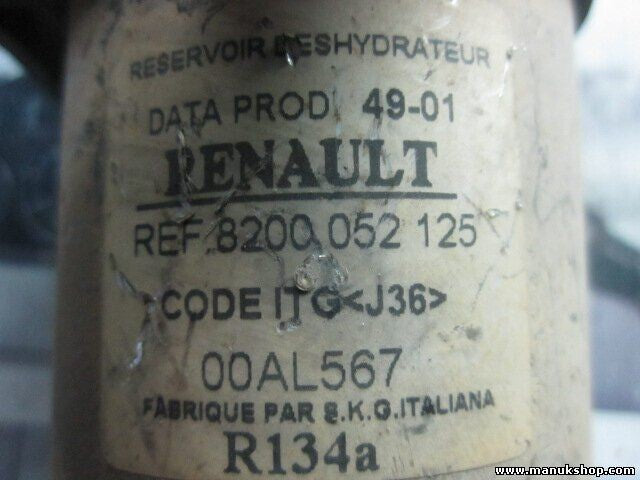 RESERVOIR DESHYDRATEUR
DATA PROD 49-01
RENAULT
REF.8200 052 125
CODE ITG<J36>
00AL567
FABRIQUE PAR S.K.G.ITALIANA
R134a
www.manukshop.com